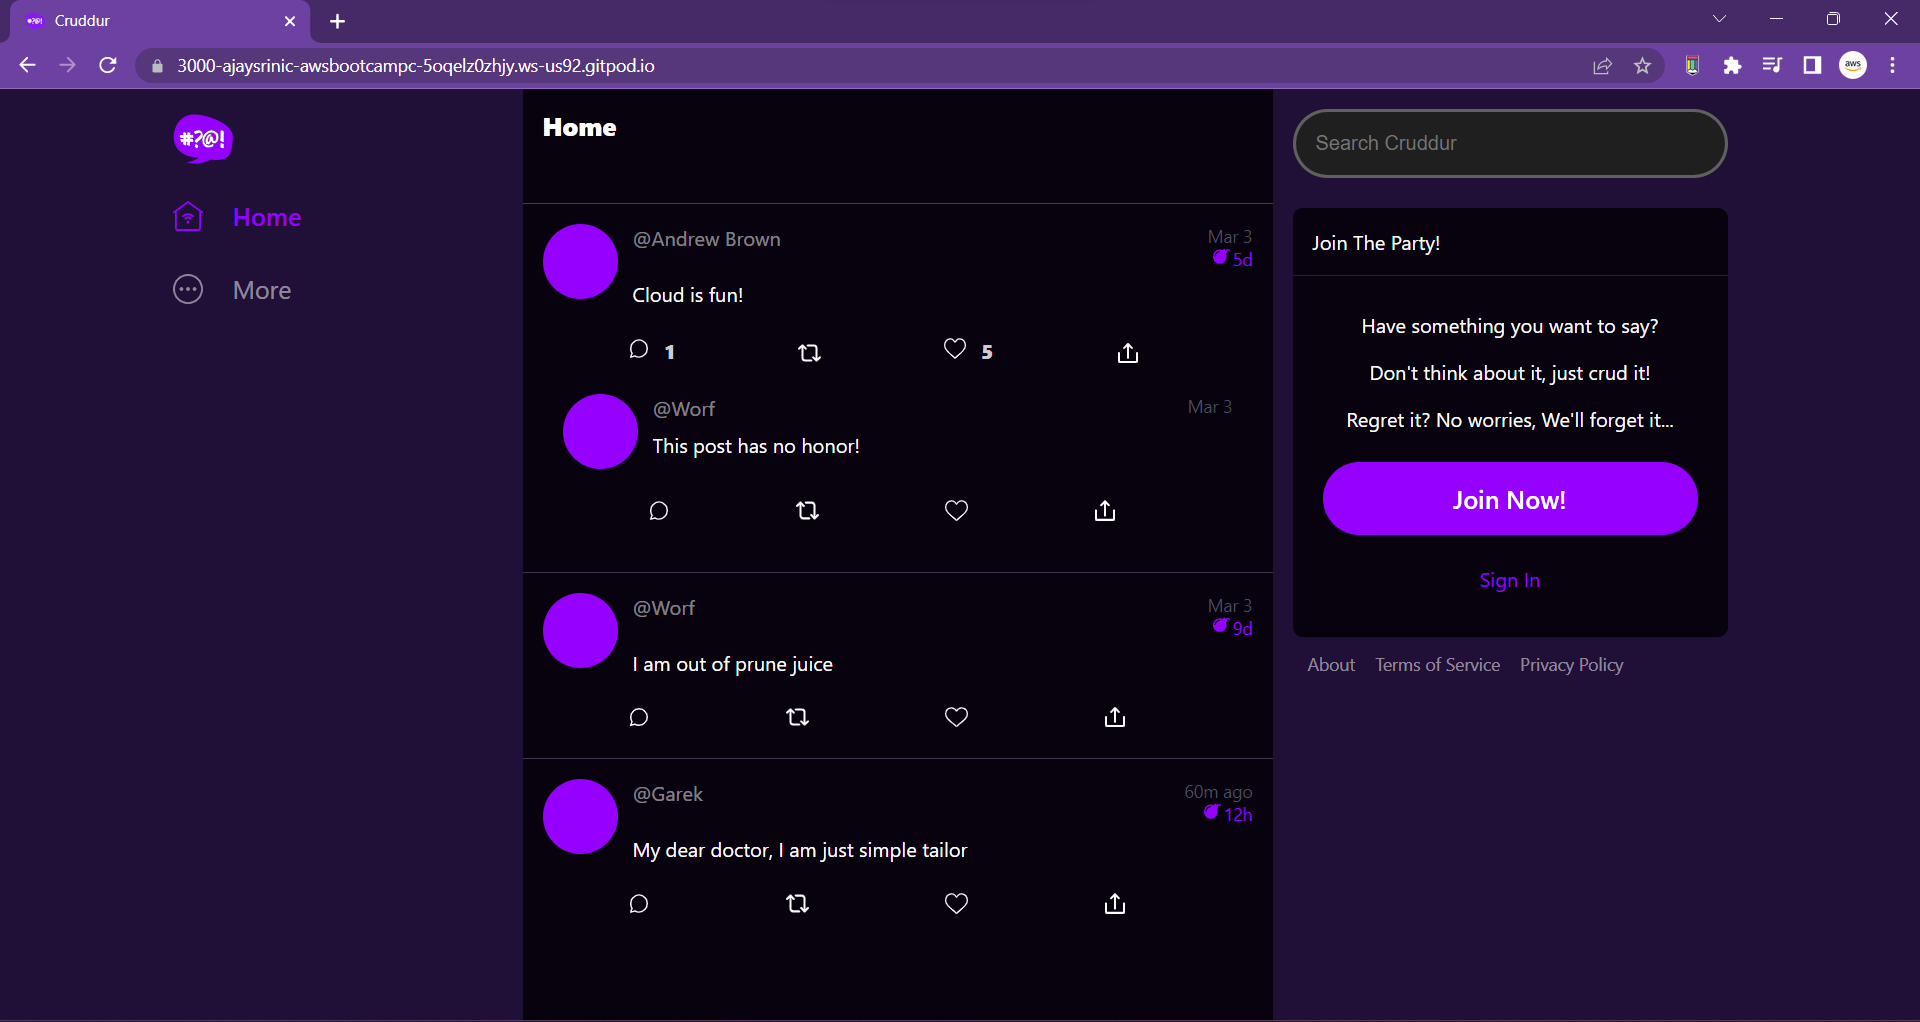 Cruddur
3000-ajaysrinic-awsbootcampc-5oqelz0zhjy.ws-us92.gitpod.io
aws
#?@!
Home
More
Home
@Andrew Brown
Mar 3
5d
Cloud is fun!
1
5
@Worf
Mar 3
This post has no honor!
@Worf
Mar 3
9d
I am out of prune juice
@Garek
60m ago
12h
My dear doctor, I am just simple tailor
Search Cruddur
Join The Party!
Have something you want to say?
Don't think about it, just crud it!
Regret it? No worries, We'll forget it...
Join Now!
Sign In
About Terms of Service Privacy Policy